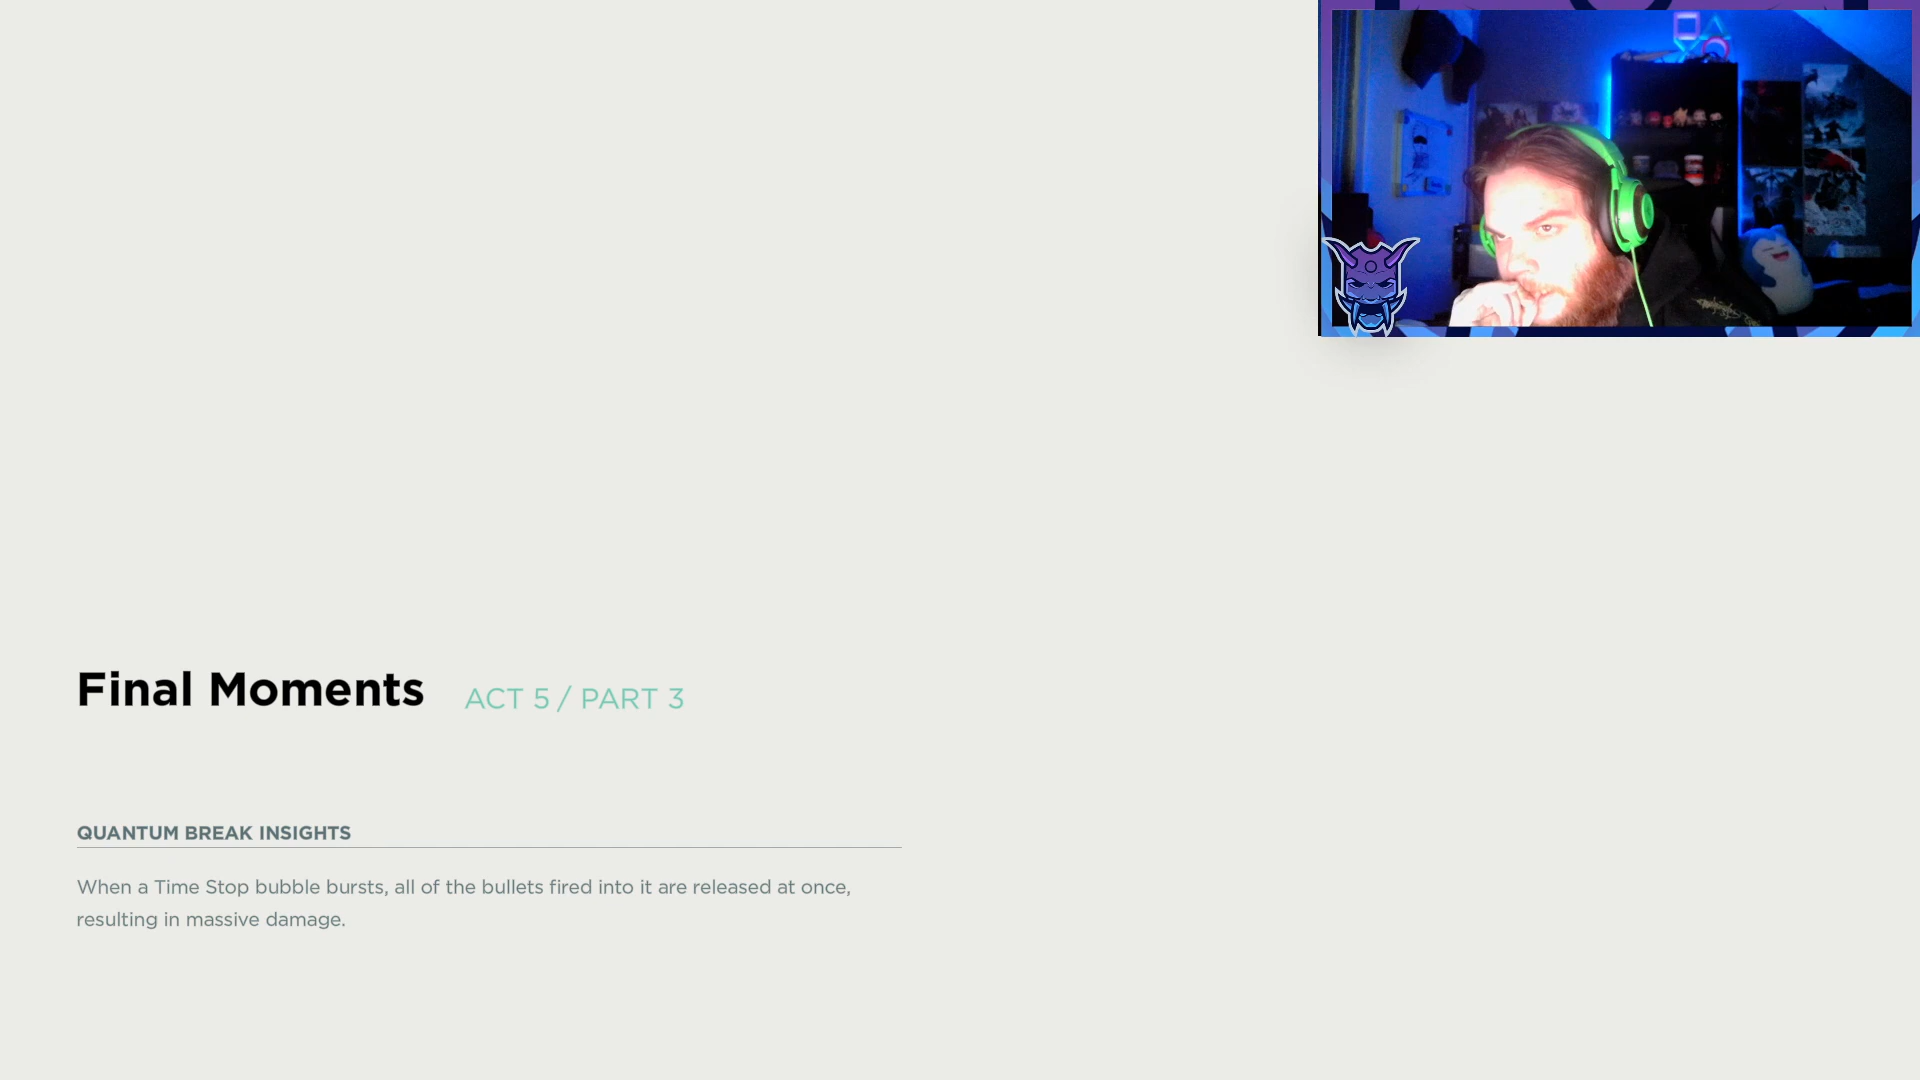 Final Moments ACT 5 / PART 3
QUANTUM BREAK INSIGHTS
When a Time Stop bubble bursts, all of the bullets fired into it are released at once,
resulting in massive damage.